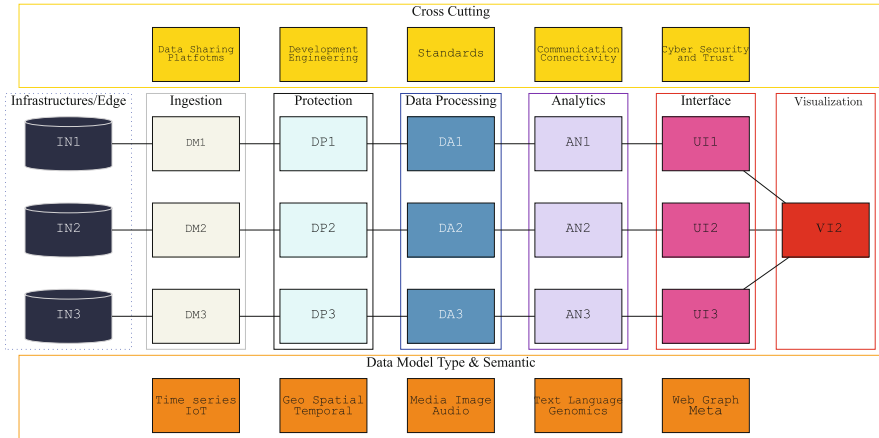 Cross Cutting
Data Sharing
Platfotms
Development
Engineering
Standards
Communication
Connectivity
Cyber Security
and Trust
Infrastructures/Edge
Ingestion
Protection
Data Processing
Analytics
Interface
Visualization
IN1
DM1
DP1
DA1
AN1
UI1
IN2
DM2
DP2
DA2
AN2
UI2
VI2
IN3
DM3
DP3
DA3
AN3
UI3
Data Model Type & Semantic
Time series
IoT
Geo Spatial
Temporal
Media Image
Audio
Text Language
Genomics
Web Graph
Meta